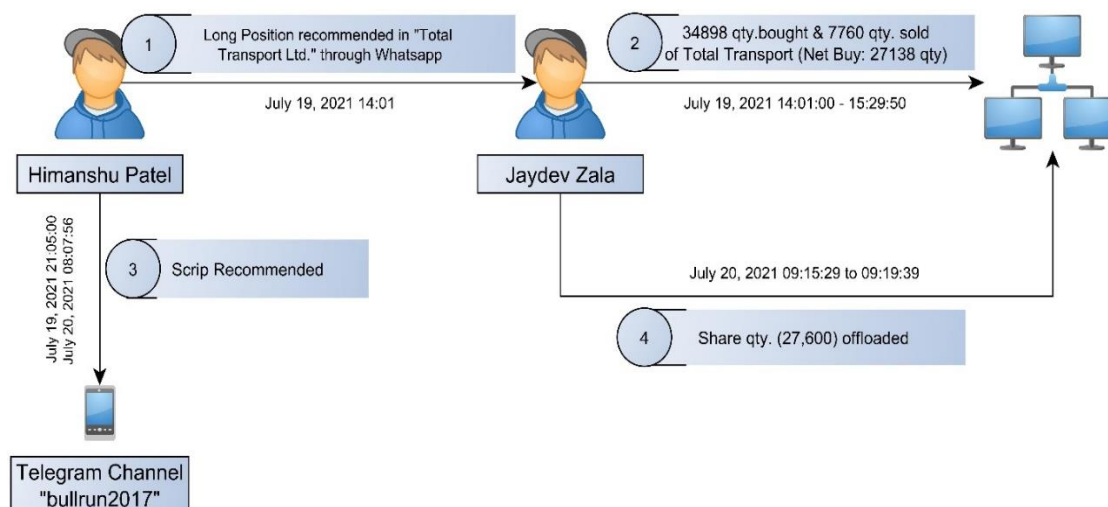 1
Long Position recommended in "Total
Transport Ltd." through Whatsapp
July 19, 2021 14:01
2
34898 qty.bought & 7760 qty. sold
of Total Transport (Net Buy: 27138 qty)
July 19, 2021 14:01:00 - 15:29:50
Himanshu Patel
Jaydev Zala
July 19, 2021 21:05:00
July 20, 2021 08:07:56
3
Scrip Recommended
July 20, 2021 09:15:29 to 09:19:39
4
Share qty. (27,600) offloaded
Telegram Channel
"bullrun2017"